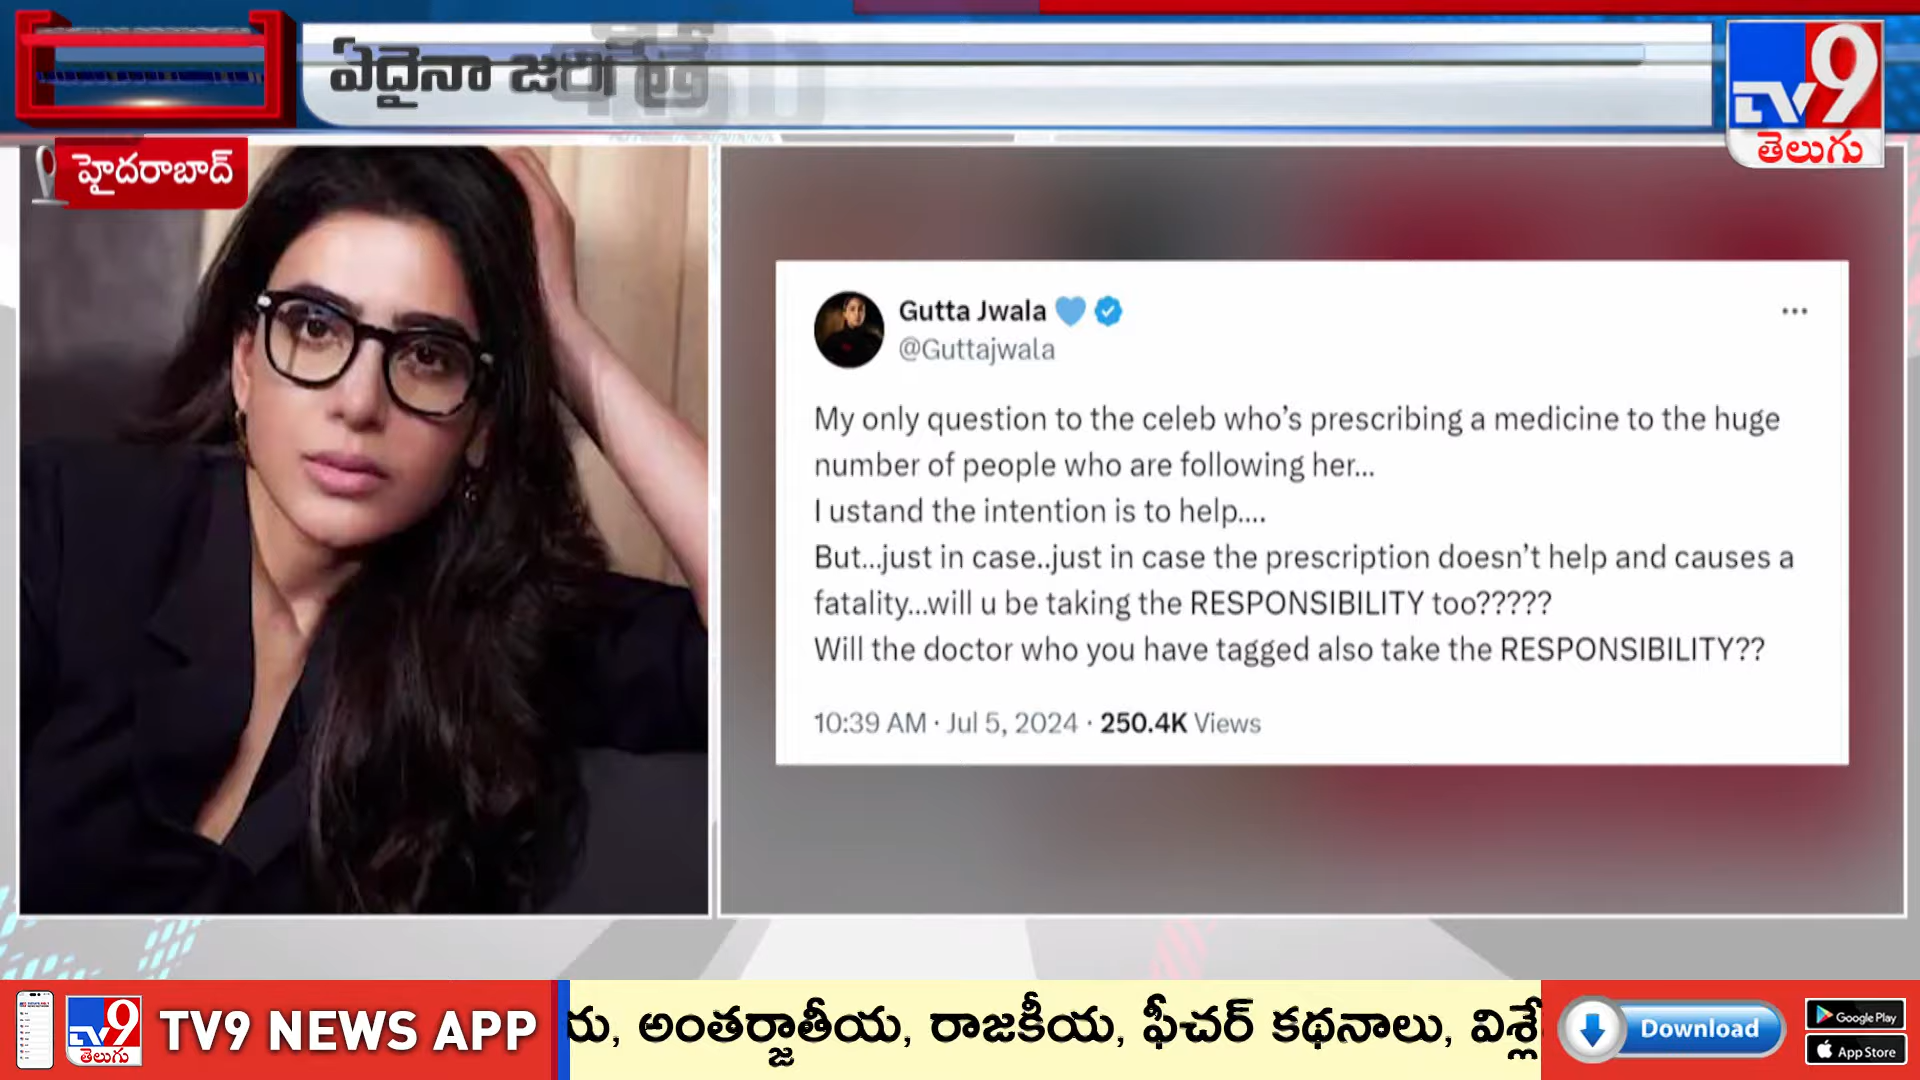 ఏదైనా
TV9
తెలుగు
హైదరాబాద్
Gutta Jwala
@Guttajwala
My only question to the celeb who's prescribing a medicine to the huge
number of people who are following her...
I ustand the intention is to help....
But...just in case..just in case the prescription doesn't help and causes a
fatality...will u be taking the RESPONSIBILITY too?????
Will the doctor who you have tagged also take the RESPONSIBILITY??
10:39 AM · Jul 5, 2024 · 250.4K Views
TV9
తెలుగు
TV9 NEWS APP
ను, అంతర్జాతీయ, రాజకీయ, ఫీచర్ కథనాలు,
Download
Google Play
App Store